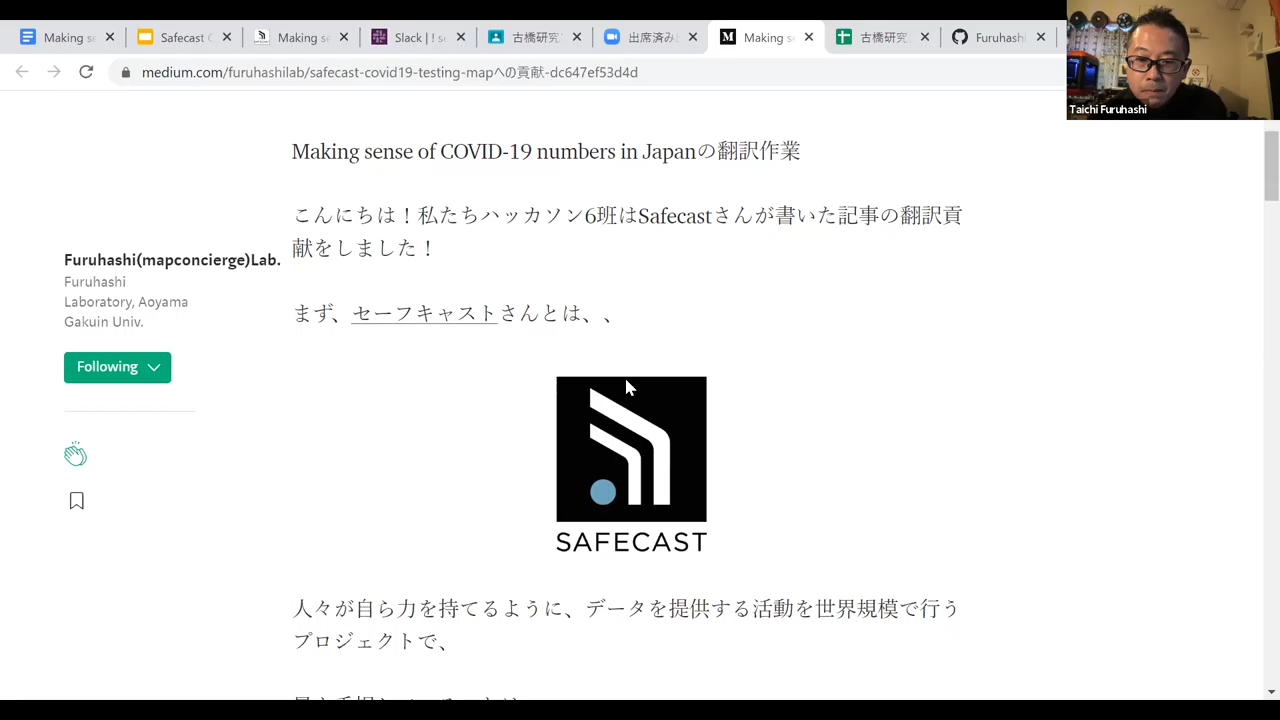 Making s
Safecast C
Making se
Slack | ! s
古橋研究
出席済み
Making s
古橋研究
Furuhashi
medium.com/furuhashilab/safecast-covid19-testing-mapへの貢献-dc647ef53d4d
Taichi Furuhashi
Making sense of COVID-19 numbers in Japanの翻訳作業
こんにちは！私たちハッカソン6班はSafecastさんが書いた記事の翻訳貢
献をしました！
Furuhashi(mapconcierge)Lab.
Furuhashi
Laboratory, Aoyama
Gakuin Univ.
Following
まず、セーフキャストさんとは、、
SAFECAST
人々が自ら力を持てるように、データを提供する活動を世界規模で行う
プロジェクトで、